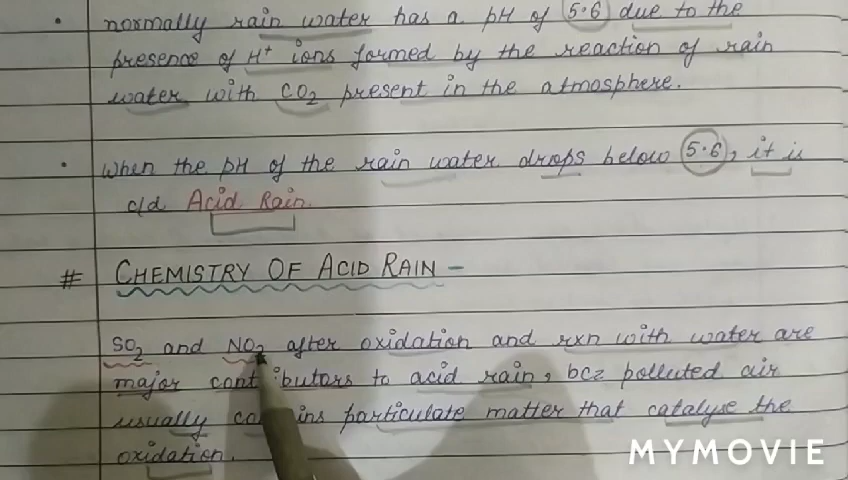 • normally rain water has a pH of 5.6 due to the
presence of H⁺ ions formed by the reaction of rain
water with CO₂ present in the atmosphere.
• When the pH of the rain water drops below 5.6, it is
c/d Acid Rain.
# CHEMISTRY OF ACID RAIN –
SO₂ and NO₂ after oxidation and rxn with water are
major contributors to acid rain, bcz polluted air
usually contains particulate matter that catalyse the
oxidation.
MYMOVIE